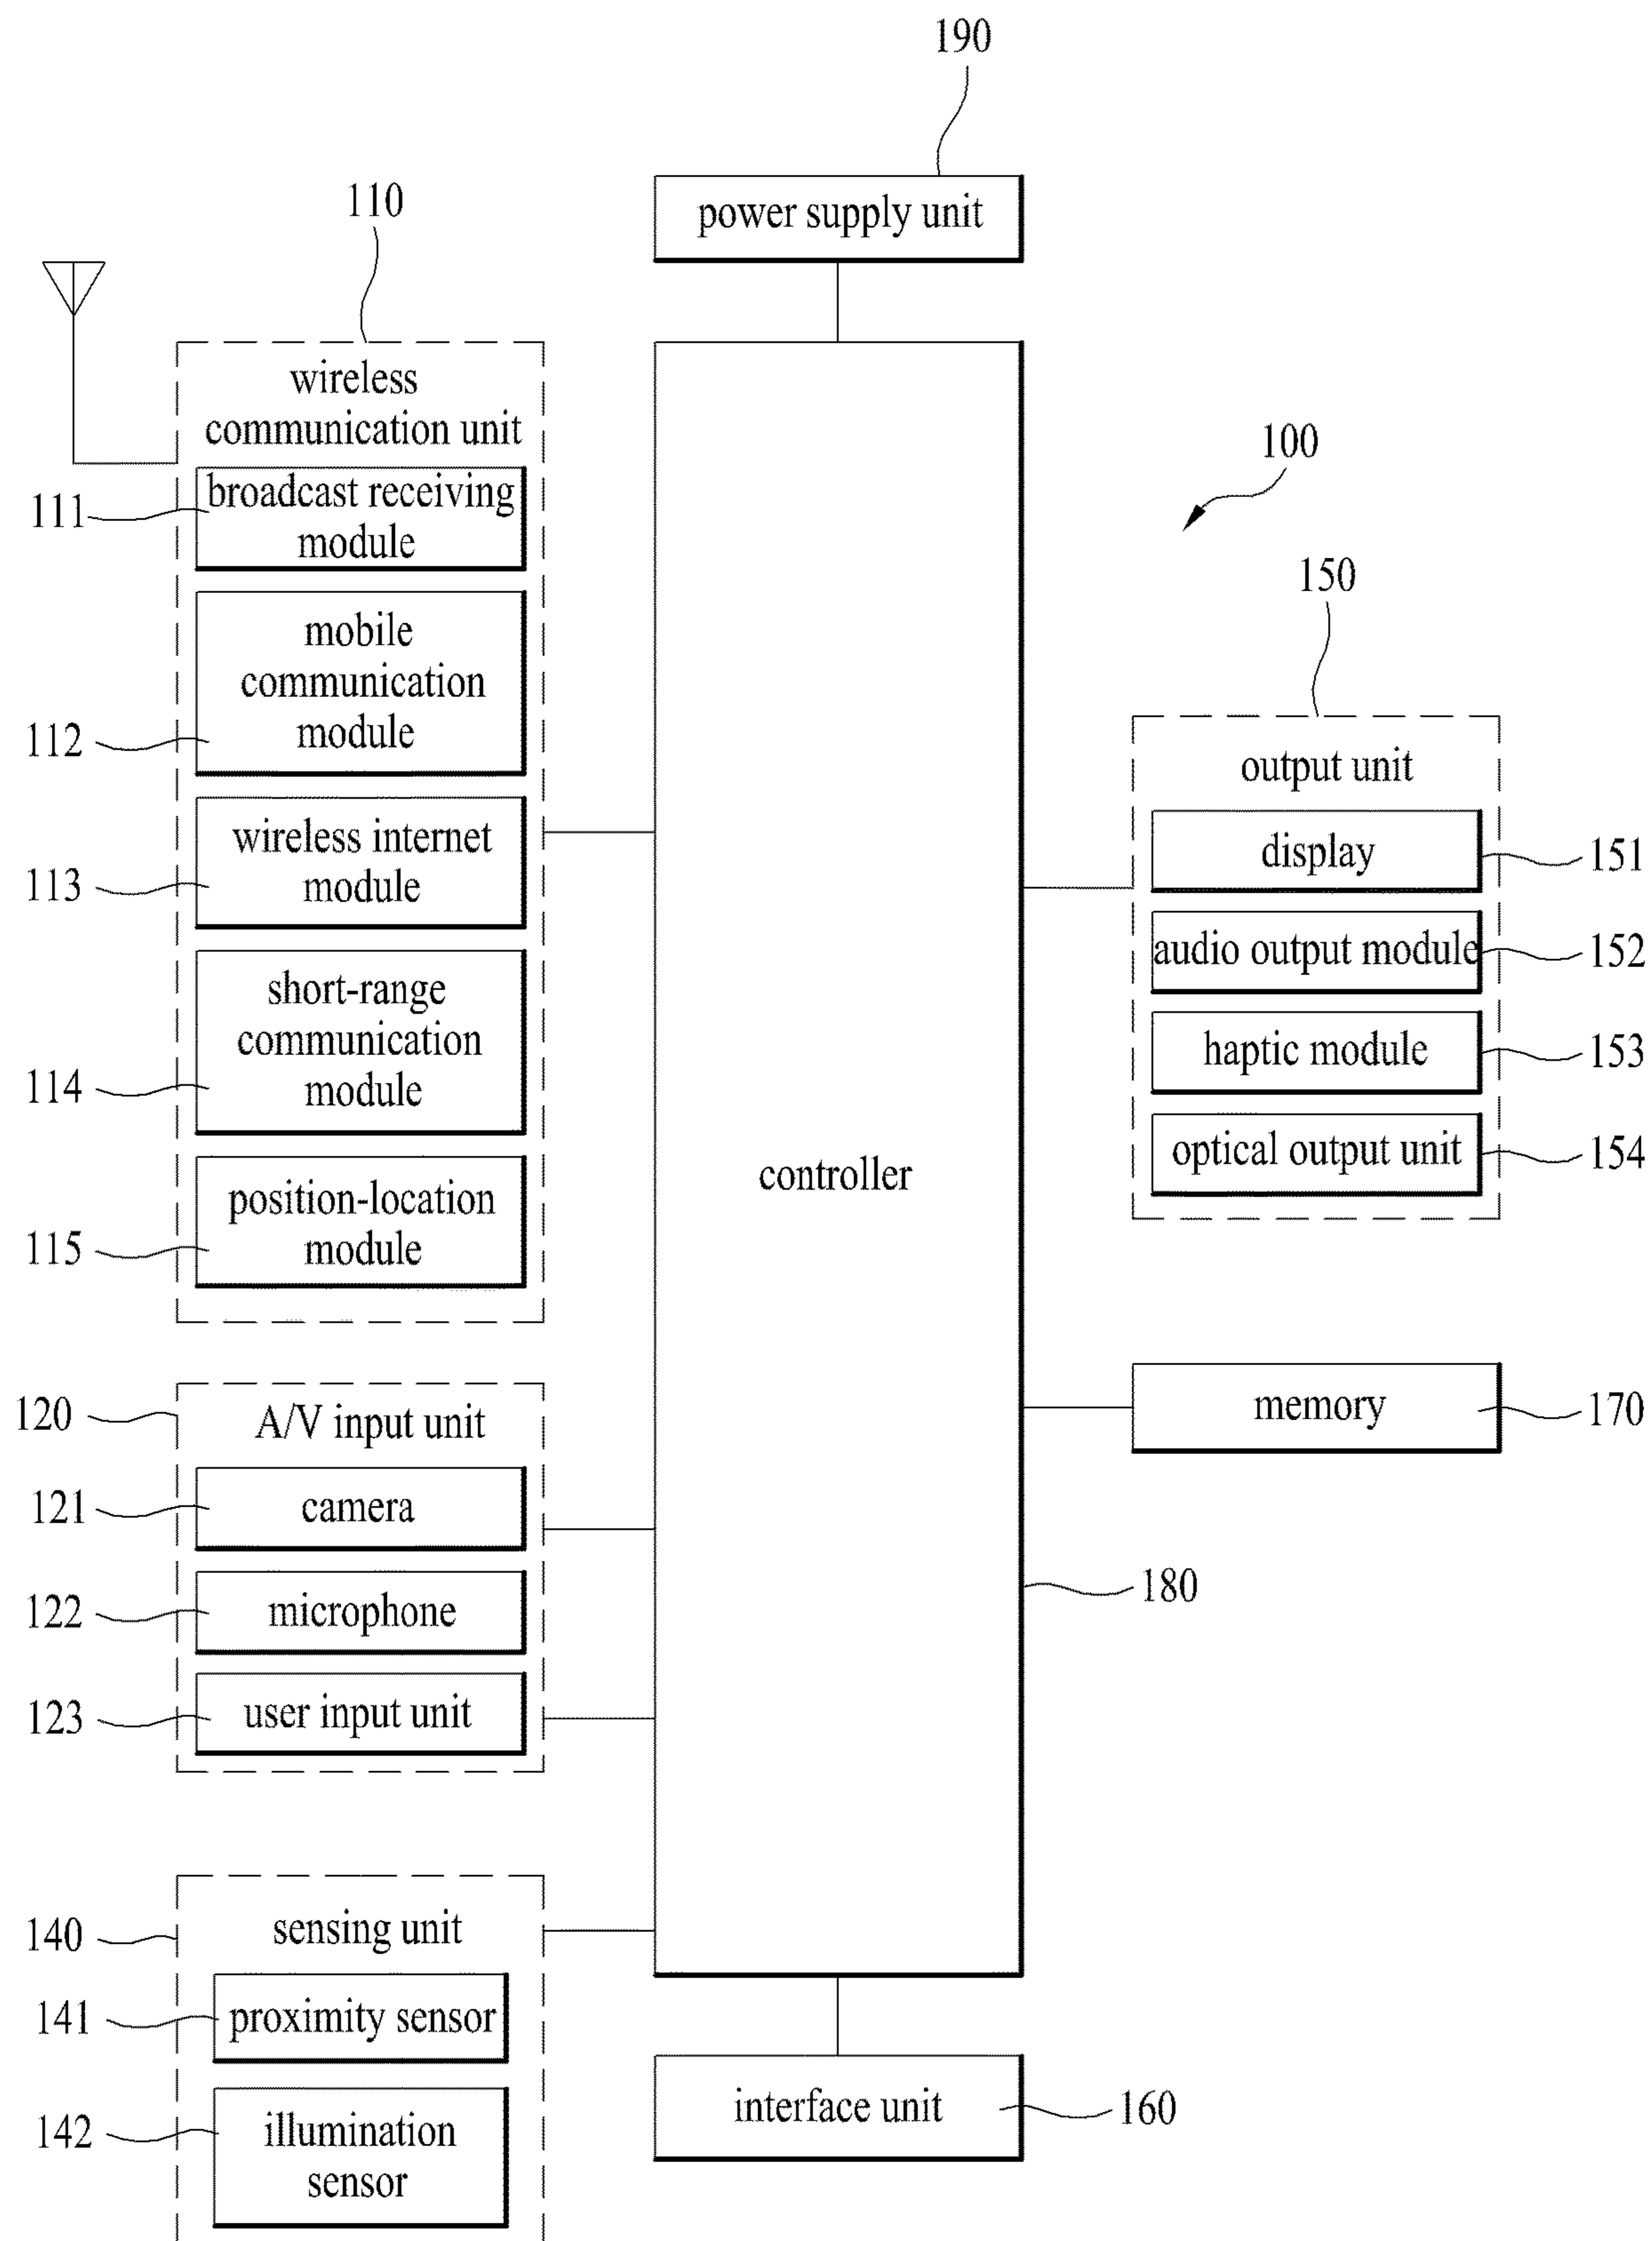 190
power supply unit
110
wireless
communication unit
111
broadcast receiving
module
112
mobile
communication
module
113
wireless internet
module
114
short-range
communication
module
115
position-location
module
120
A/V input unit
121
camera
122
microphone
123
user input unit
140
sensing unit
141
proximity sensor
142
illumination
sensor
controller
180
100
150
output unit
display
151
audio output module
152
haptic module
153
optical output unit
154
memory
170
interface unit
160